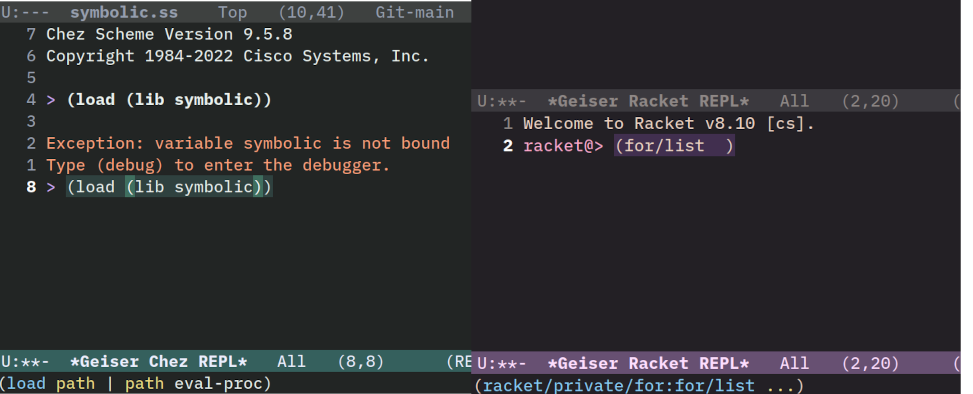 U:---  symbolic.ss    Top   (10,41)   Git-main
7 Chez Scheme Version 9.5.8
6 Copyright 1984-2022 Cisco Systems, Inc.
5
4 > (load (lib symbolic))
3
2 Exception: variable symbolic is not bound
1 Type (debug) to enter the debugger.
8 > (load (lib symbolic))
U:**-  *Geiser Chez REPL*   All   (8,8)      (RE
(load path | path eval-proc)
U:**-  *Geiser Racket REPL*   All   (2,20)     (
1 Welcome to Racket v8.10 [cs].
2 racket@> (for/list  )
U:**-  *Geiser Racket REPL*   All   (2,20)     (
(racket/private/for:for/list ...)